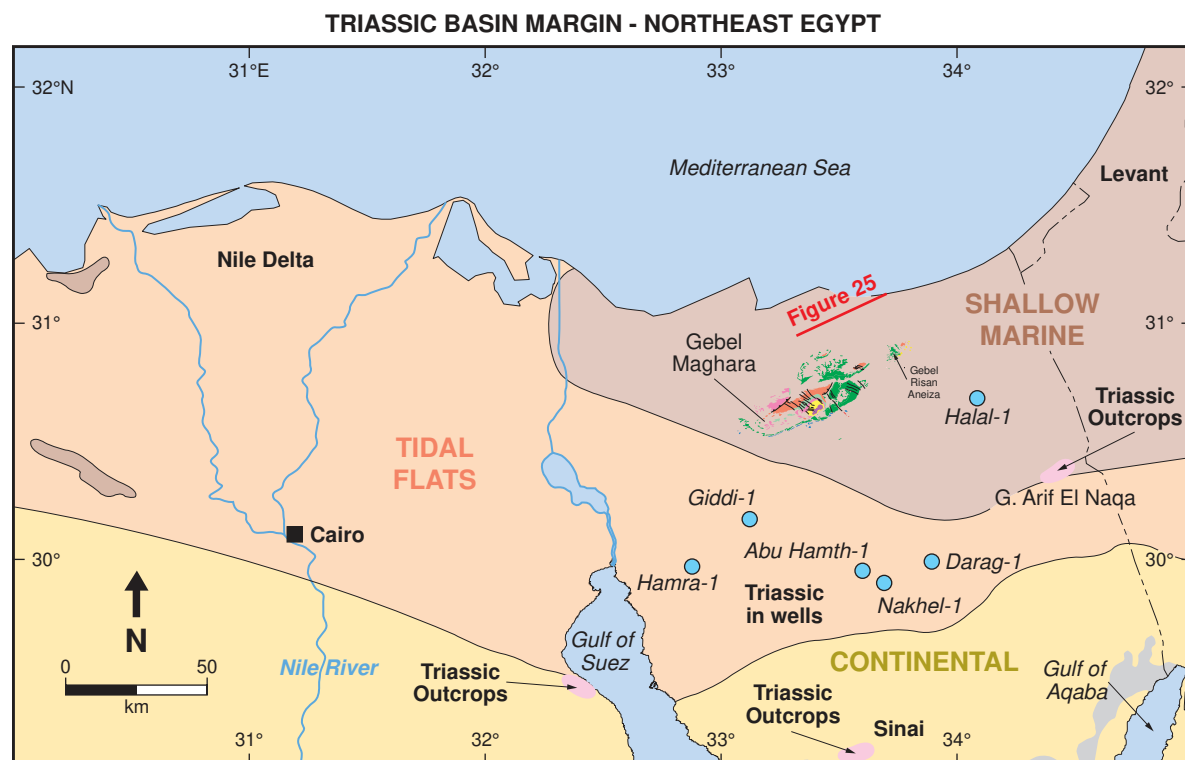 TRIASSIC BASIN MARGIN - NORTHEAST EGYPT
31°E
32°
33°
34°
32°N
32°
Mediterranean Sea
Levant
Nile Delta
Figure 25
SHALLOW
MARINE
31°
31°
Gebel
Maghara
Gebel
Risan
Aneiza
Triassic
Outcrops
Halal-1
TIDAL
FLATS
G. Arif El Naqa
Giddi-1
Cairo
Abu Hamth-1
Darag-1
30°
30°
Hamra-1
Triassic
in wells
Nakhel-1
N
0
50
km
Nile River
Gulf of
Suez
CONTINENTAL
Gulf of
Aqaba
Triassic
Outcrops
Triassic
Outcrops
Sinai
31°
32°
33°
34°